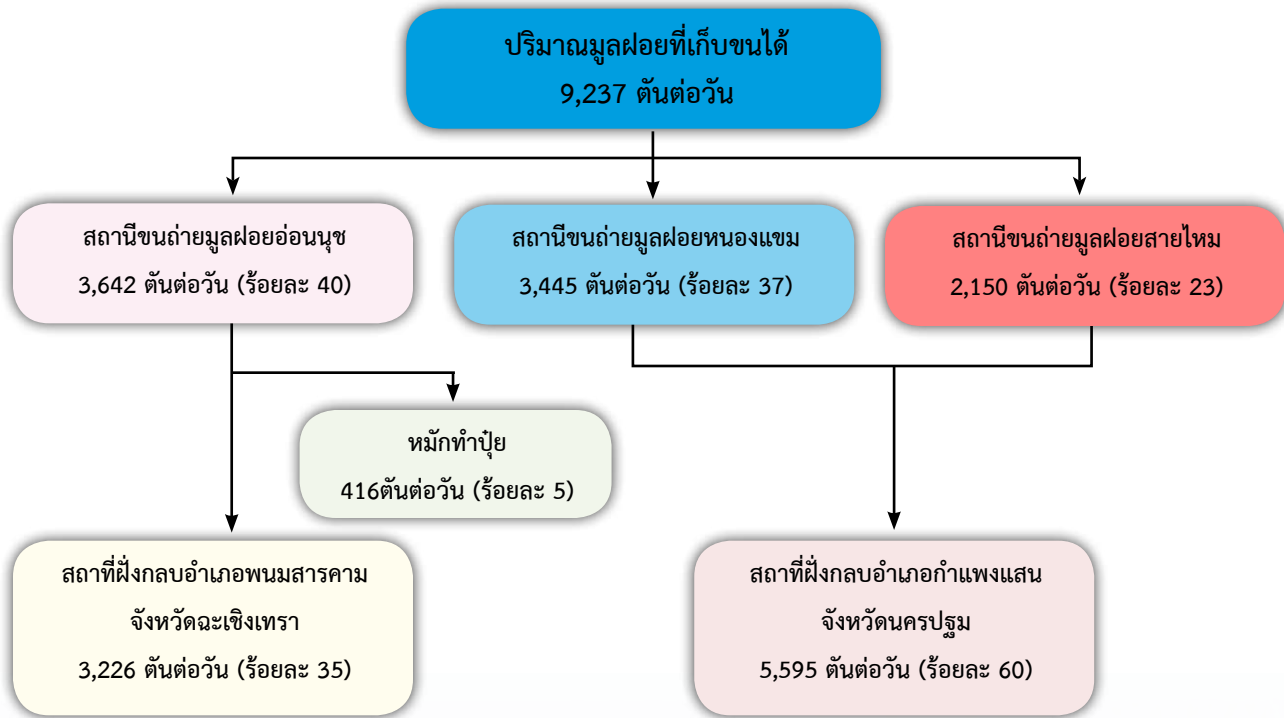 ปริมาณมูลฝอยที่เก็บขนได้
9,237 ตันต่อวัน
สถานีขนถ่ายมูลฝอยอ่อนนุช
3,642 ตันต่อวัน (ร้อยละ 40)
สถานีขนถ่ายมูลฝอยหนองแขม
3,445 ตันต่อวัน (ร้อยละ 37)
สถานีขนถ่ายมูลฝอยสายไหม
2,150 ตันต่อวัน (ร้อยละ 23)
หมักทำปุ๋ย
416ตันต่อวัน (ร้อยละ 5)
สถาที่ฝั่งกลบอำเภอพนมสารคาม
จังหวัดฉะเชิงเทรา
3,226 ตันต่อวัน (ร้อยละ 35)
สถาที่ฝั่งกลบอำเภอกำแพงแสน
จังหวัดนครปฐม
5,595 ตันต่อวัน (ร้อยละ 60)